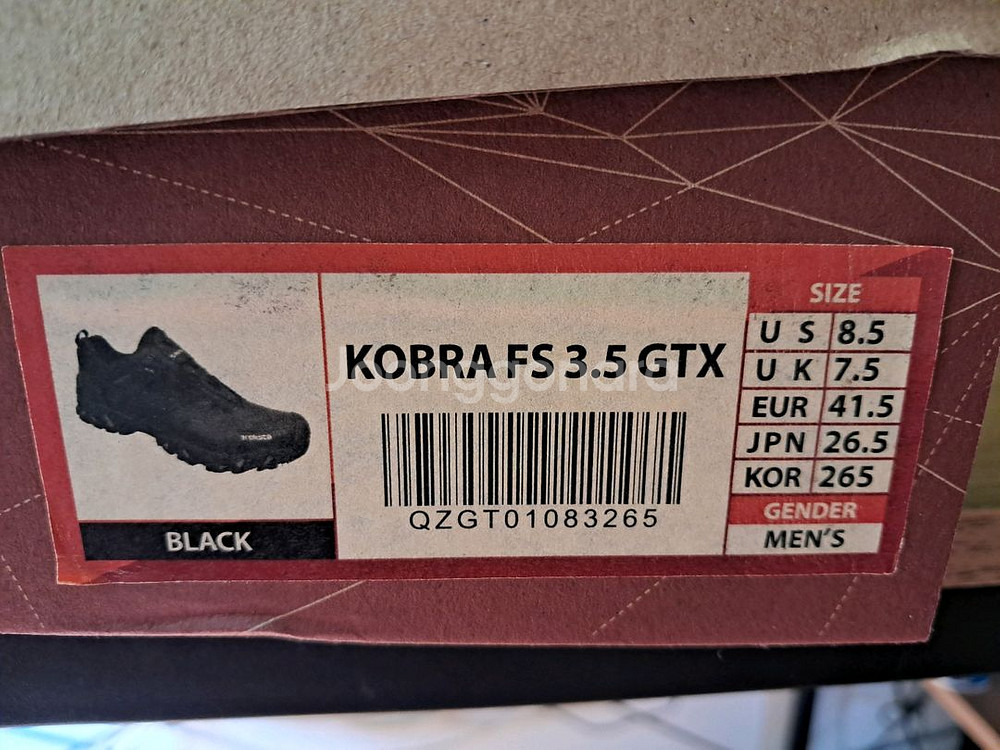 KOBRA FS 3.5 GTX
Joonggonara
QZGT01083265
BLACK
SIZE
U S 8.5
U K 7.5
EUR 41.5
JPN 26.5
KOR 265
GENDER
MEN'S